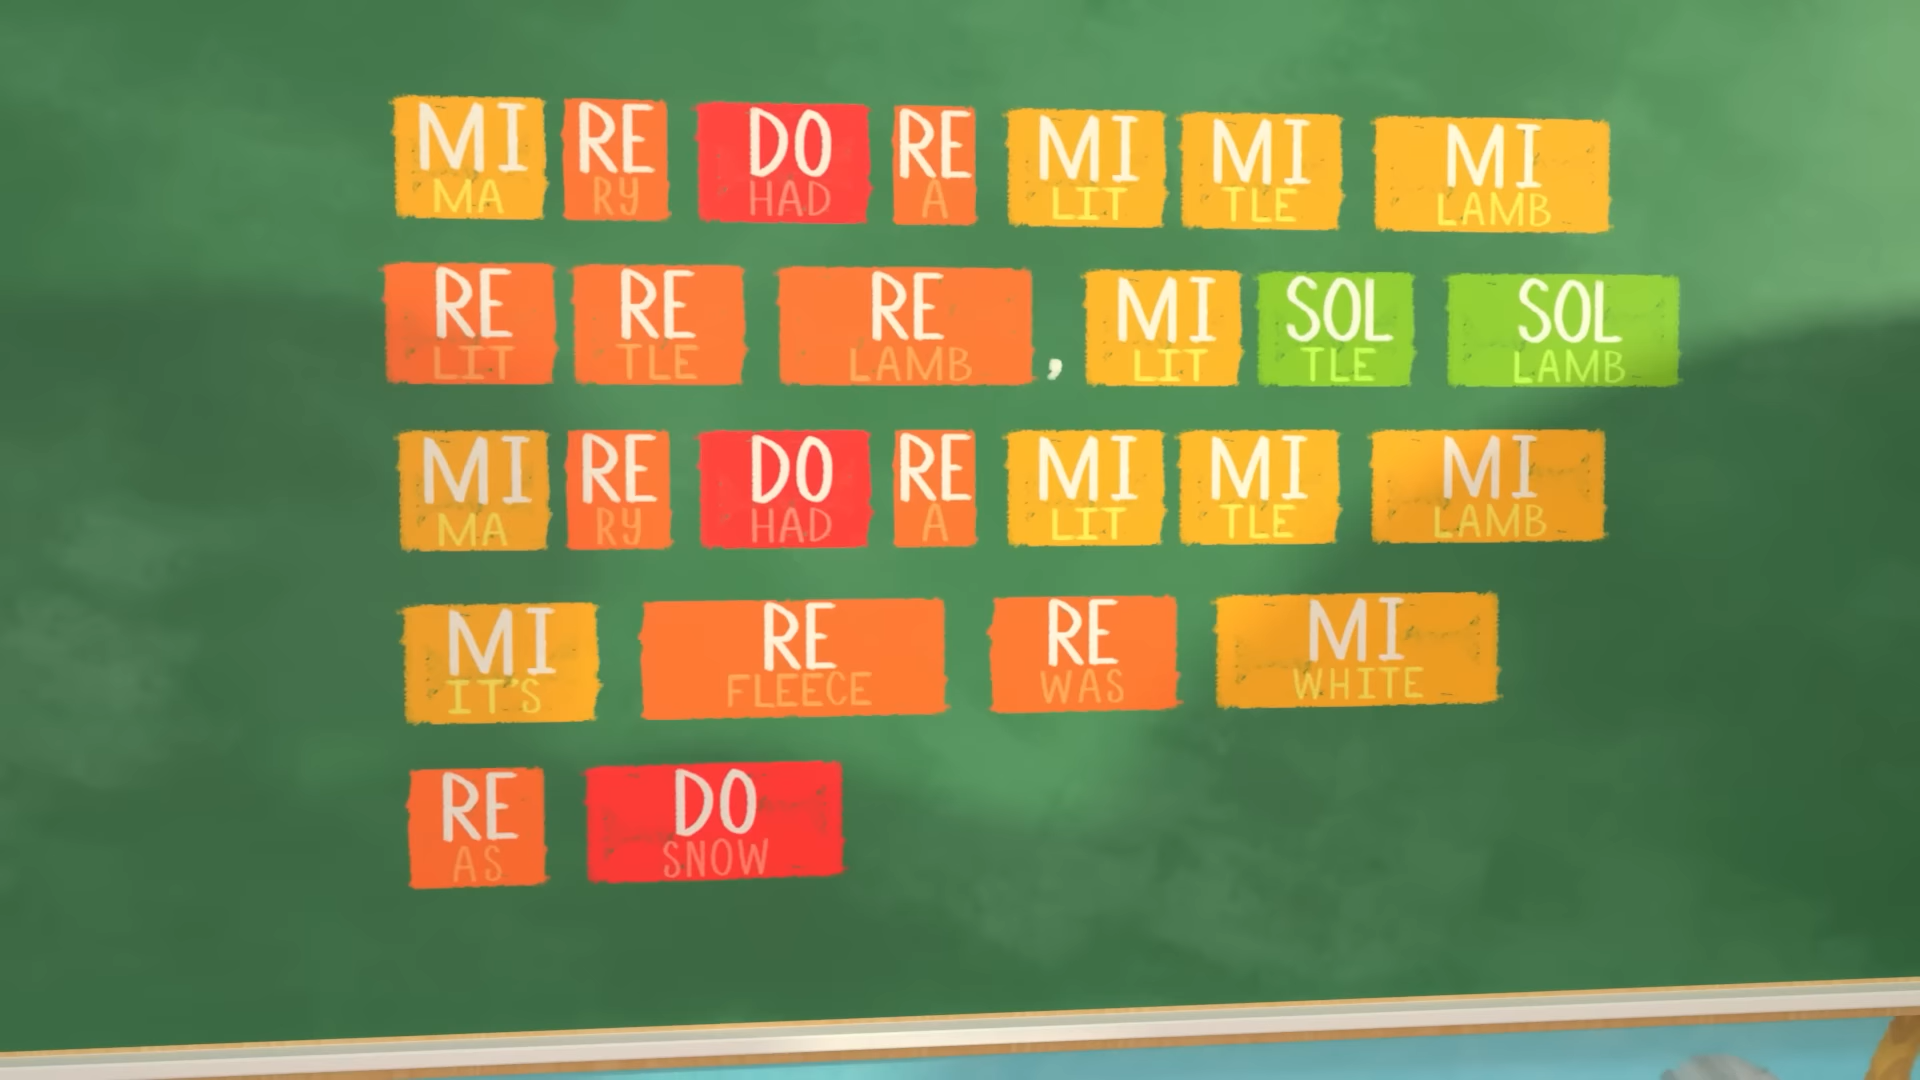 MI RE DO RE MI MI MI
MA RY HAD A LIT TLE LAMB
RE RE RE , MI SOL SOL
LIT TLE LAMB LIT TLE LAMB
MI RE DO RE MI MI MI
MA RY HAD A LIT TLE LAMB
MI RE RE MI
IT'S FLEECE WAS WHITE
RE DO
AS SNOW